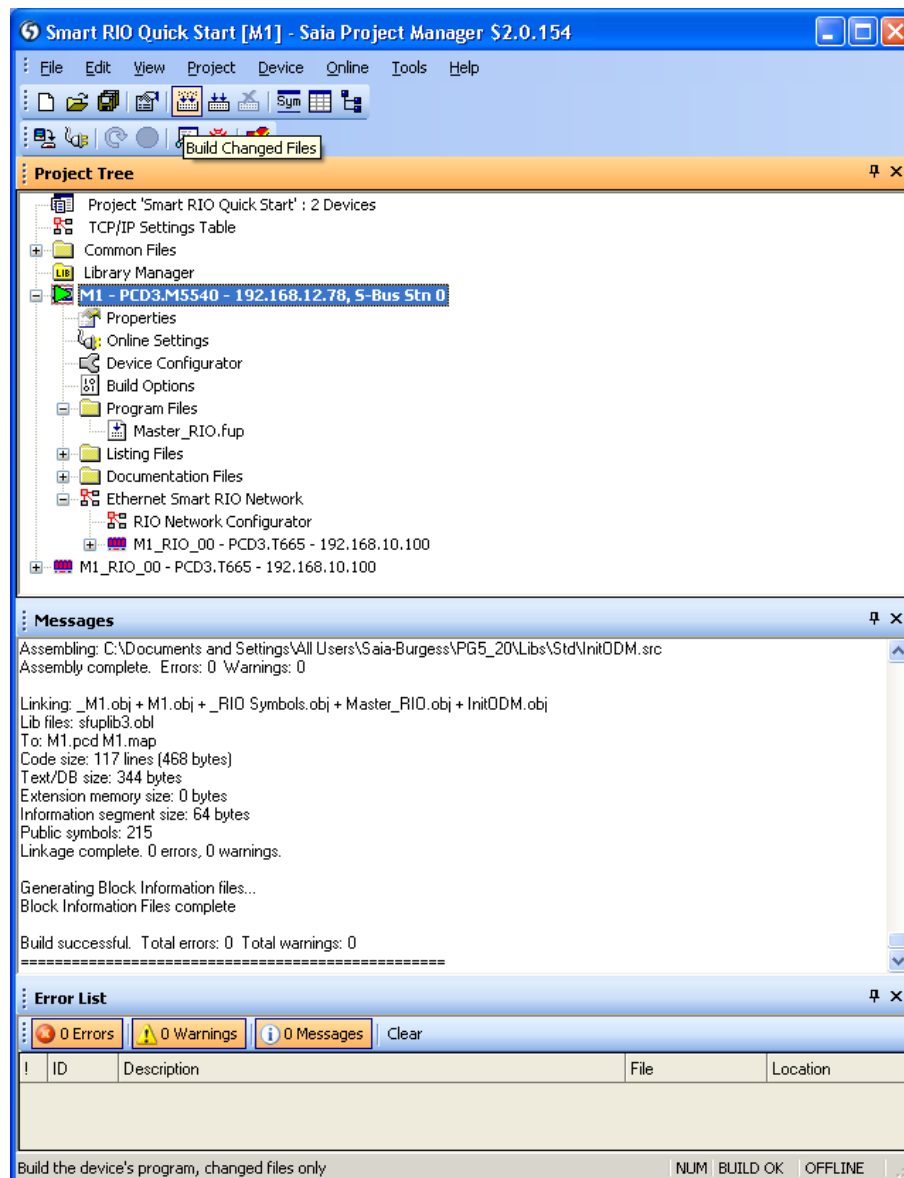 Smart RIO Quick Start [M1] - Saia Project Manager $2.0.154
File Edit View Project Device Online Tools Help
Sym
Build Changed Files
Project Tree
Project 'Smart RIO Quick Start' : 2 Devices
TCP/IP Settings Table
Common Files
LIB Library Manager
M1 - PCD3.M5540 - 192.168.12.78, S-Bus Stn 0
Properties
Online Settings
Device Configurator
Build Options
Program Files
Master_RIO.fup
Listing Files
Documentation Files
Ethernet Smart RIO Network
RIO Network Configurator
M1_RIO_00 - PCD3.T665 - 192.168.10.100
M1_RIO_00 - PCD3.T665 - 192.168.10.100
Messages
Assembling: C:\Documents and Settings\All Users\Saia-Burgess\PG5_20\Libs\Std\InitODM.src
Assembly complete. Errors: 0 Warnings: 0
Linking: _M1.obj + M1.obj + _RIO Symbols.obj + Master_RIO.obj + InitODM.obj
Lib files: sfuplib3.obl
To: M1.pcd M1.map
Code size: 117 lines (468 bytes)
Text/DB size: 344 bytes
Extension memory size: 0 bytes
Information segment size: 64 bytes
Public symbols: 215
Linkage complete. 0 errors, 0 warnings.
Generating Block Information files...
Block Information Files complete
Build successful. Total errors: 0 Total warnings: 0
==================================================
Error List
0 Errors 0 Warnings 0 Messages Clear
! ID Description File Location
Build the device's program, changed files only NUM BUILD OK OFFLINE